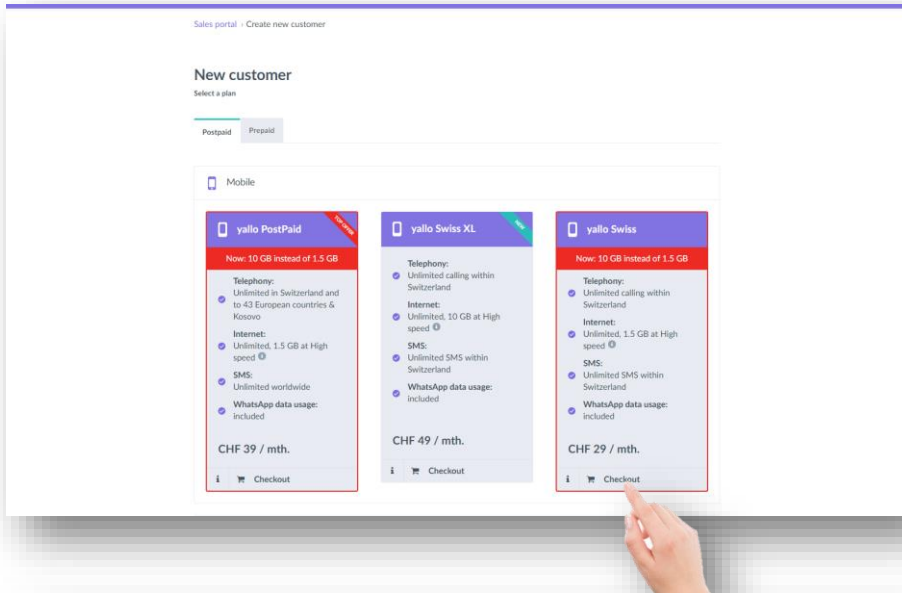 Sales portal › Create new customer
New customer
Select a plan
Postpaid
Prepaid
Mobile
yallo PostPaid
TOP OFFER
Now: 10 GB instead of 1.5 GB
Telephony:
Unlimited in Switzerland and
to 43 European countries &
Kosovo
Internet:
Unlimited, 1.5 GB at High
speed
SMS:
Unlimited worldwide
WhatsApp data usage:
included
CHF 39 / mth.
i
Checkout
yallo Swiss XL
NEW
Telephony:
Unlimited calling within
Switzerland
Internet:
Unlimited, 10 GB at High
speed
SMS:
Unlimited SMS within
Switzerland
WhatsApp data usage:
included
CHF 49 / mth.
i
Checkout
yallo Swiss
Now: 10 GB instead of 1.5 GB
Telephony:
Unlimited calling within
Switzerland
Internet:
Unlimited, 1.5 GB at High
speed
SMS:
Unlimited SMS within
Switzerland
WhatsApp data usage:
included
CHF 29 / mth.
i
Checkout